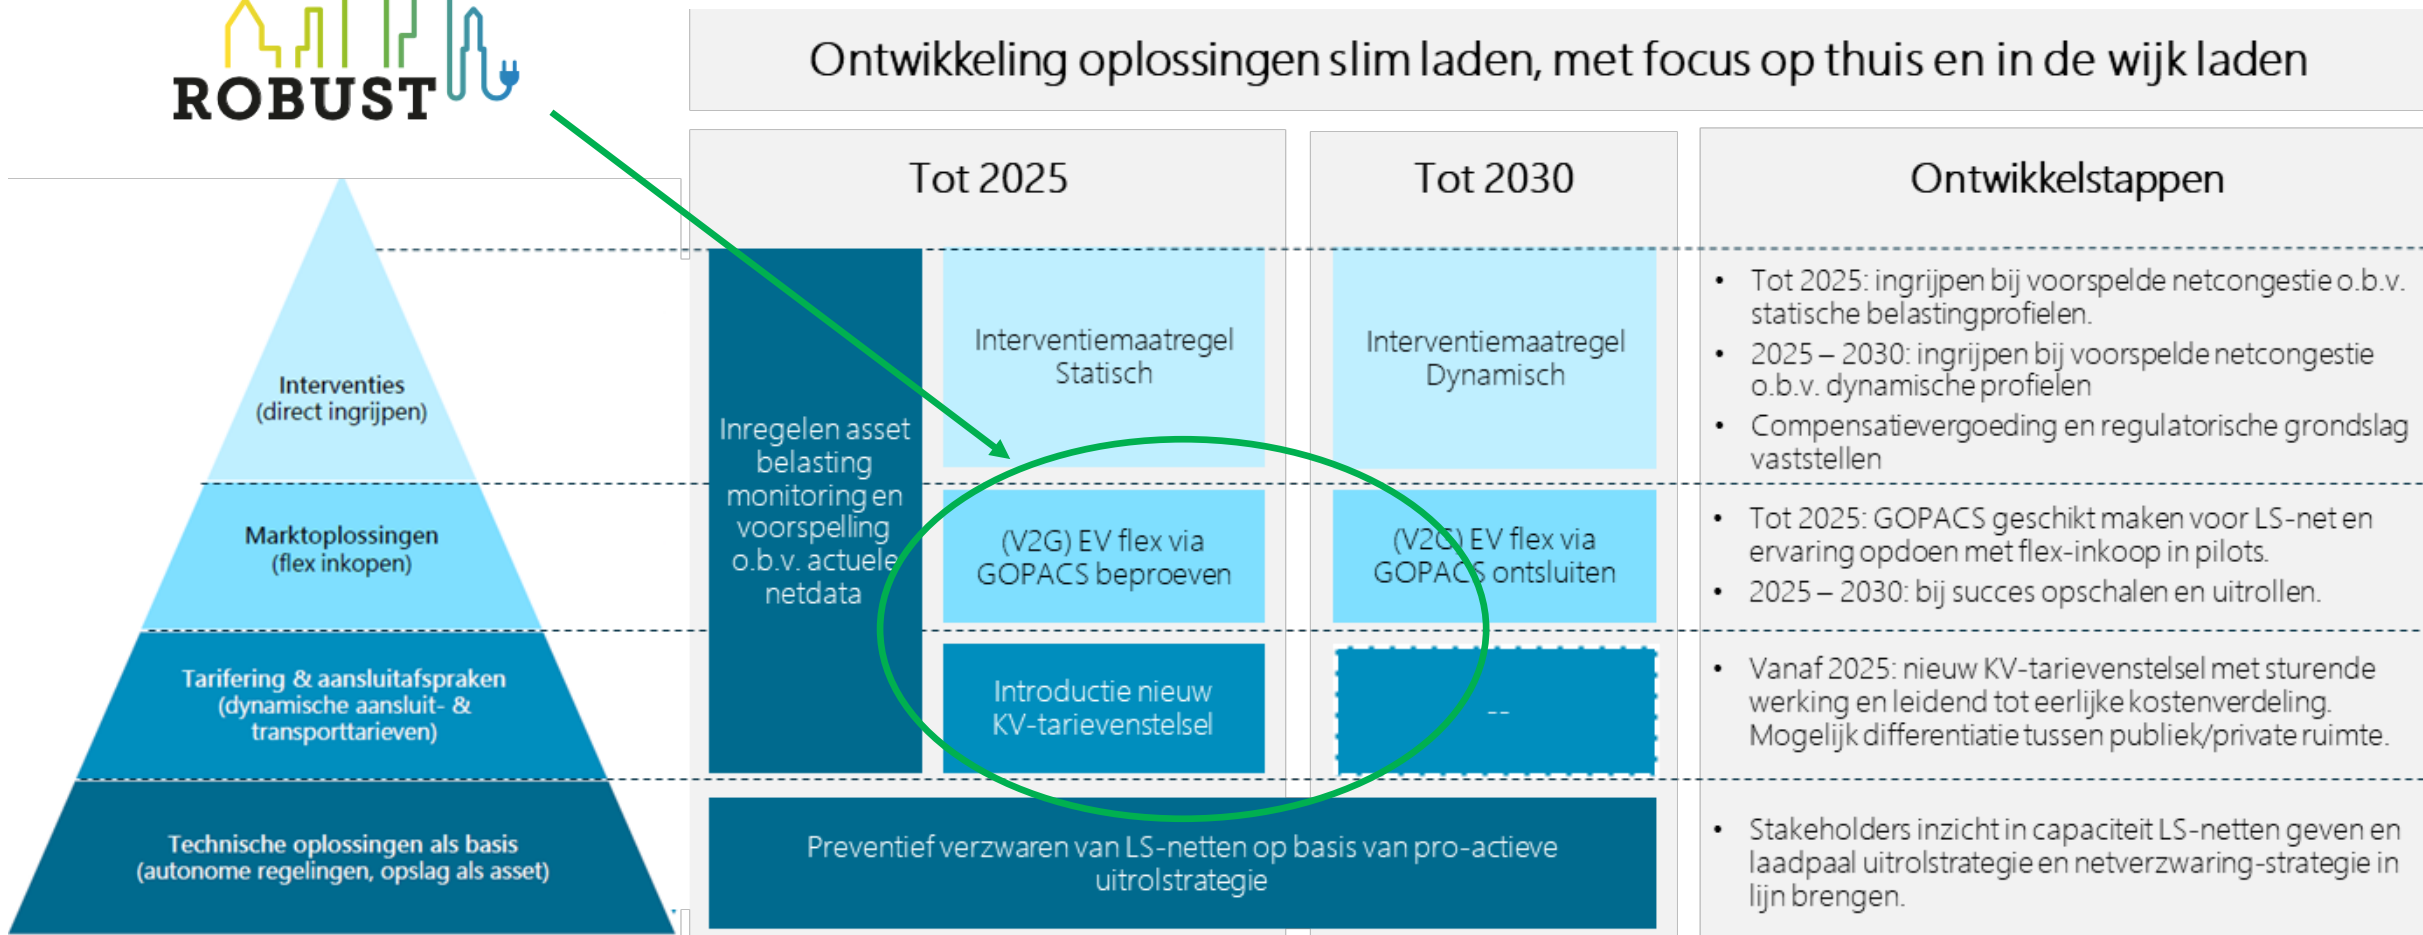 ROBUST
Ontwikkeling oplossingen slim laden, met focus op thuis en in de wijk laden
Tot 2025
Tot 2030
Ontwikkelstappen
Interventies
(direct ingrijpen)
Marktoplossingen
(flex inkopen)
Tarifering & aansluitafspraken
(dynamische aansluit- &
transporttarieven)
Technische oplossingen als basis
(autonome regelingen, opslag als asset)
Inregelen asset
belasting
monitoring en
voorspelling
o.b.v. actuele
netdata
Interventiemaatregel
Statisch
Interventiemaatregel
Dynamisch
• Tot 2025: ingrijpen bij voorspelde netcongestie o.b.v.
statische belastingprofielen.
• 2025 – 2030: ingrijpen bij voorspelde netcongestie
o.b.v. dynamische profielen
• Compensatievergoeding en regulatorische grondslag
vaststellen
(V2G) EV flex via
GOPACS beproeven
(V2G) EV flex via
GOPACS ontsluiten
• Tot 2025: GOPACS geschikt maken voor LS-net en
ervaring opdoen met flex-inkoop in pilots.
• 2025 – 2030: bij succes opschalen en uitrollen.
Introductie nieuw
KV-tarievenstelsel
--
• Vanaf 2025: nieuw KV-tarievenstelsel met sturende
werking en leidend tot eerlijke kostenverdeling.
Mogelijk differentiatie tussen publiek/private ruimte.
Preventief verzwaren van LS-netten op basis van pro-actieve
uitrolstrategie
• Stakeholders inzicht in capaciteit LS-netten geven en
laadpaal uitrolstrategie en netverzwaring-strategie in
lijn brengen.